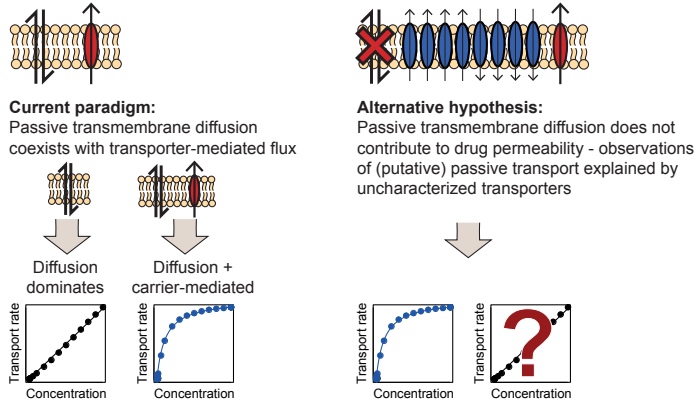 Current paradigm:
Passive transmembrane diffusion
coexists with transporter-mediated flux
Diffusion
dominates
Diffusion +
carrier-mediated
Transport rate
Concentration
Transport rate
Concentration
Alternative hypothesis:
Passive transmembrane diffusion does not
contribute to drug permeability - observations
of (putative) passive transport explained by
uncharacterized transporters
Transport rate
Concentration
Transport rate
?
Concentration